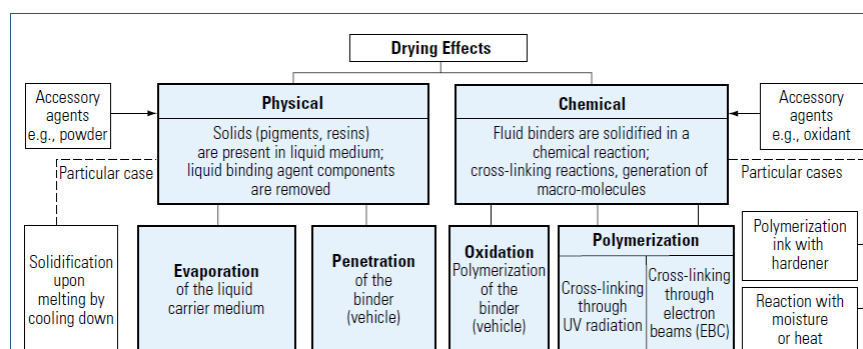 Drying Effects
Accessory
agents
e.g., powder
Physical
Solids (pigments, resins)
are present in liquid medium;
liquid binding agent components
are removed
Chemical
Fluid binders are solidified in a
chemical reaction;
cross-linking reactions, generation of
macro-molecules
Accessory
agents
e.g., oxidant
Particular case
Particular cases
Solidification
upon
melting by
cooling down
Evaporation
of the liquid
carrier medium
Penetration
of the
binder
(vehicle)
Oxidation
Polymerization
of the
binder
(vehicle)
Polymerization
Cross-linking
through
UV radiation
Cross-linking
through
electron
beams (EBC)
Polymerization
ink with
hardener
Reaction with
moisture
or heat